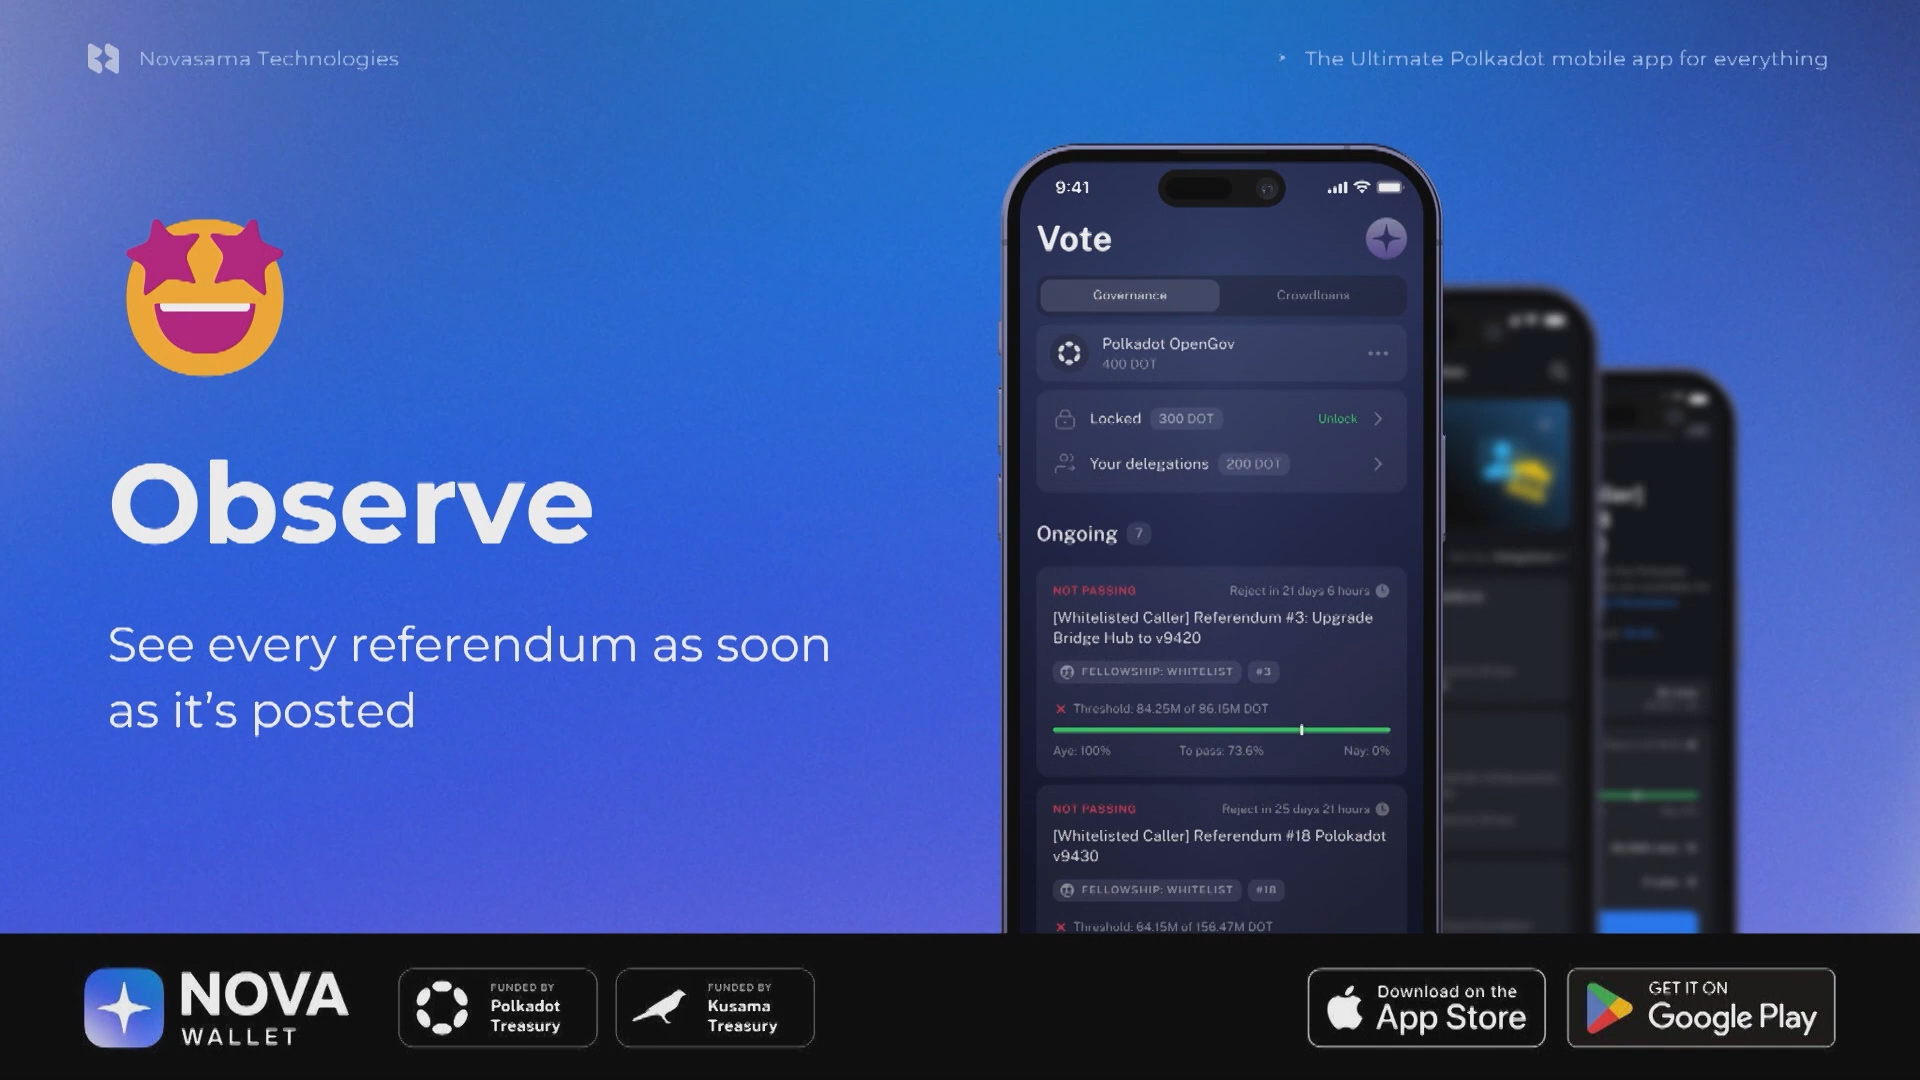 Novasama Technologies
The Ultimate Polkadot mobile app for everything
Observe
See every referendum as soon
as it’s posted
9:41
Vote
Governance
Crowdloans
Polkadot OpenGov
400 DOT
Locked 300 DOT Unlock
Your delegations 200 DOT
Ongoing 7
NOT PASSING Reject in 21 days 6 hours
[Whitelisted Caller] Referendum #3: Upgrade
Bridge Hub to v9420
FELLOWSHIP: WHITELIST #3
Threshold: 84.25M of 86.15M DOT
Aye: 100% To pass: 73.6% Nay: 0%
NOT PASSING Reject in 25 days 21 hours
[Whitelisted Caller] Referendum #18 Polokadot
v9430
FELLOWSHIP: WHITELIST #18
Threshold: 64.15M of 156.47M DOT
NOVA
WALLET
FUNDED BY
Polkadot
Treasury
FUNDED BY
Kusama
Treasury
Download on the
App Store
GET IT ON
Google Play